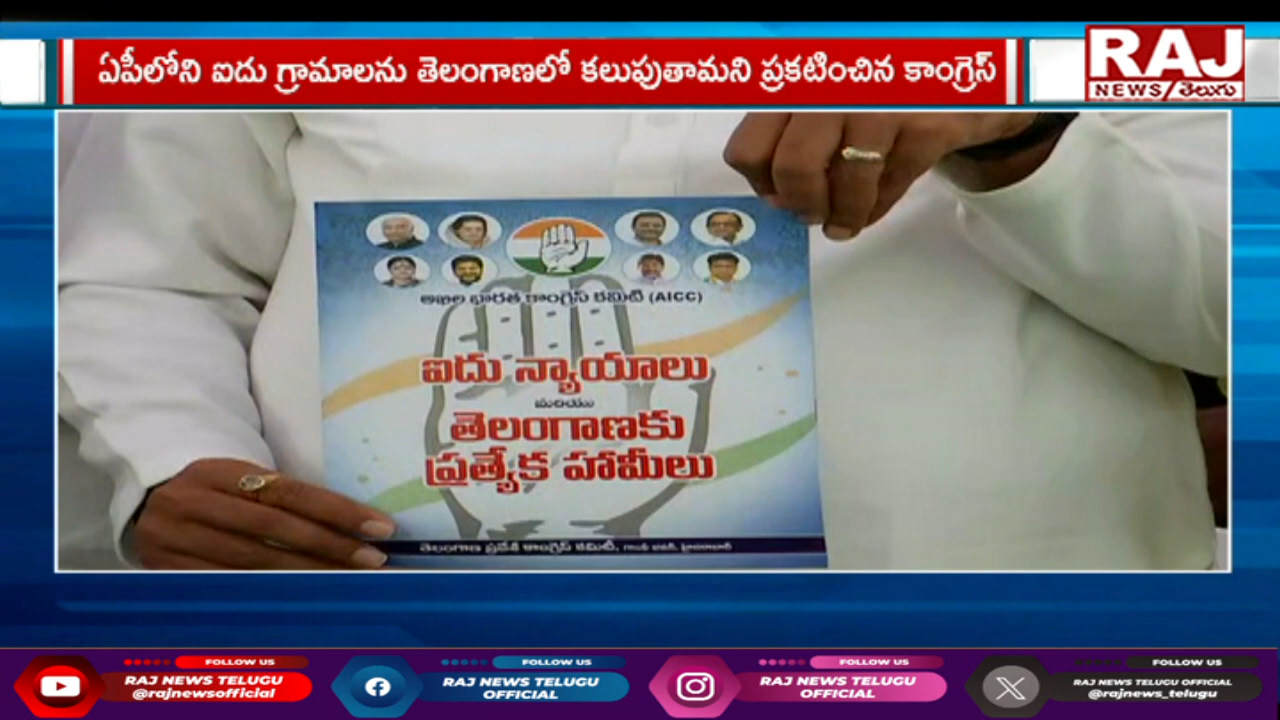 ఏపీలోని ఐదు గ్రామాలను తెలంగాణలో కలుపుతామని ప్రకటించిన కాంగ్రెస్
RAJ
NEWS తెలుగు
అఖిల భారత కాంగ్రెస్ కమిటీ (AICC)
ఐదు న్యాయాలు
మరియు
తెలంగాణకు
ప్రత్యేక హామీలు
తెలంగాణ ప్రదేశ్ కాంగ్రెస్ కమిటీ, గాంధీ భవన్, హైదరాబాద్
FOLLOW US
RAJ NEWS TELUGU
@rajnewsofficial
FOLLOW US
RAJ NEWS TELUGU
OFFICIAL
FOLLOW US
RAJ NEWS TELUGU
OFFICIAL
FOLLOW US
RAJ NEWS TELUGU OFFICIAL
@rajnews_telugu